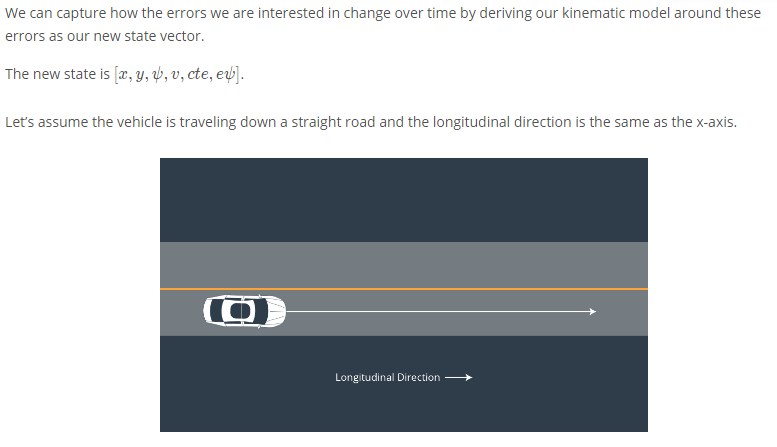 We can capture how the errors we are interested in change over time by deriving our kinematic model around these
errors as our new state vector.
The new state is [x, y, ψ, v, cte, eψ].
Let’s assume the vehicle is traveling down a straight road and the longitudinal direction is the same as the x-axis.
Longitudinal Direction